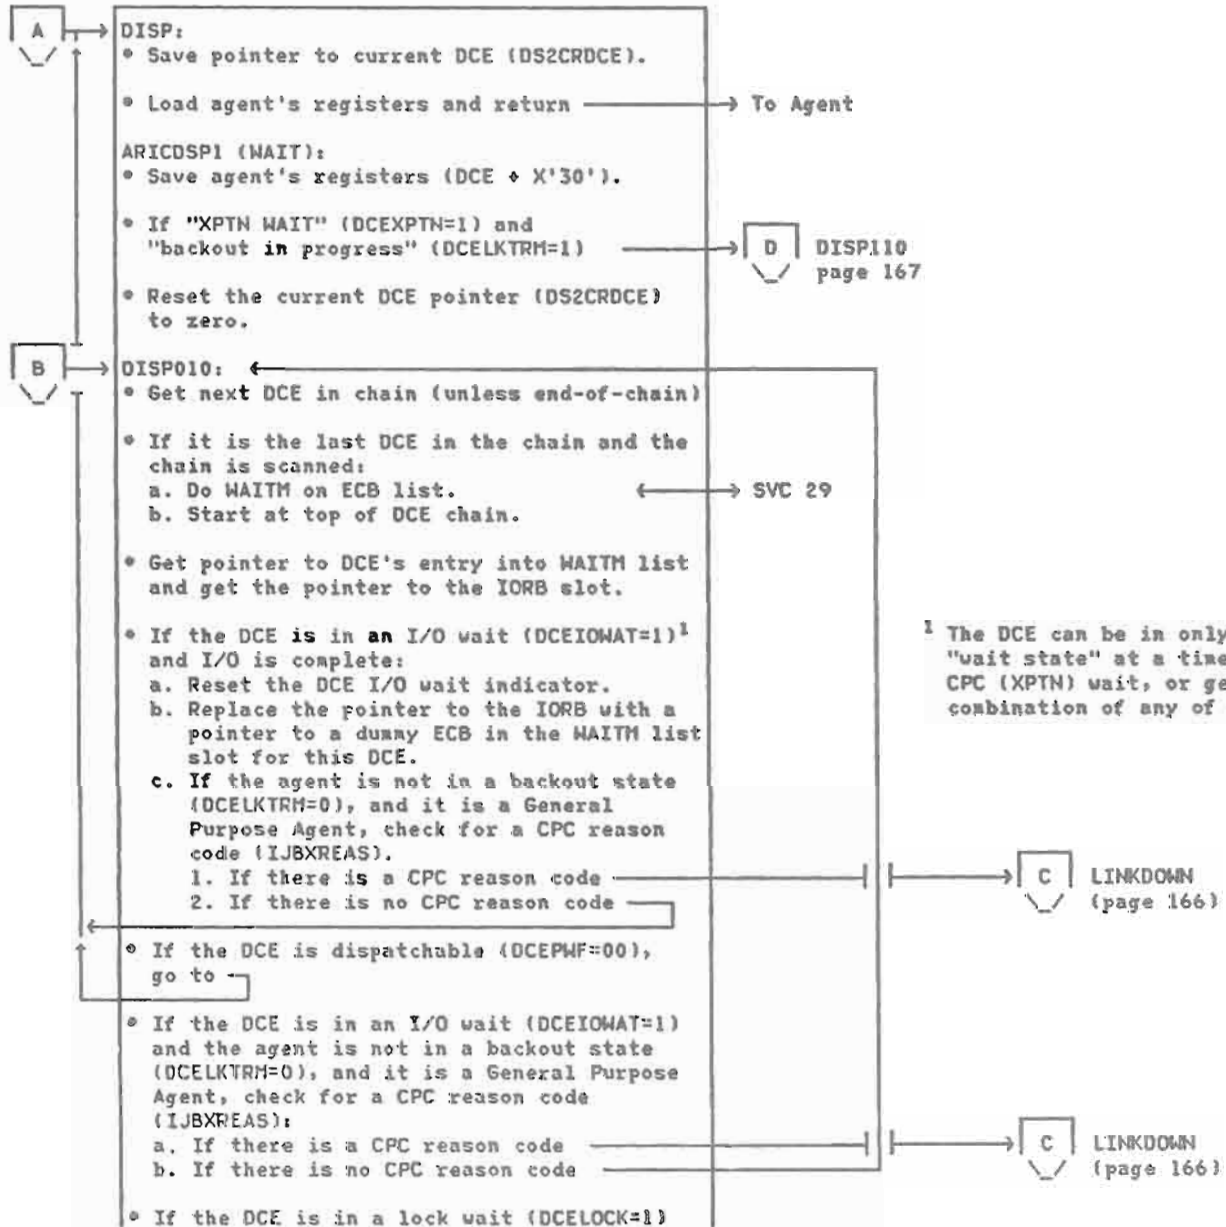 A DISP:
• Save pointer to current DCE (DS2CRDCE).
• Load agent's registers and return To Agent
ARICDSP1 (WAIT):
• Save agent's registers (DCE + X'30').
• If "XPTN WAIT" (DCEXPTN=1) and
"backout in progress" (DCELKTRM=1) D DISP110
page 167
• Reset the current DCE pointer (DS2CRDCE)
to zero.
B DISP010:
• Get next DCE in chain (unless end-of-chain)
• If it is the last DCE in the chain and the
chain is scanned:
a. Do WAITM on ECB list. SVC 29
b. Start at top of DCE chain.
• Get pointer to DCE's entry into WAITM list
and get the pointer to the IORB slot.
• If the DCE is in an I/O wait (DCEIOWAT=1)1
and I/O is complete:
a. Reset the DCE I/O wait indicator.
b. Replace the pointer to the IORB with a
pointer to a dummy ECB in the WAITM list
slot for this DCE.
c. If the agent is not in a backout state
(DCELKTRM=0), and it is a General
Purpose Agent, check for a CPC reason
code (IJBXREAS).
1. If there is a CPC reason code C LINKDOWN
2. If there is no CPC reason code (page 166)
1 The DCE can be in only
"wait state" at a time
CPC (XPTN) wait, or ge
combination of any of
• If the DCE is dispatchable (DCEPWF=00),
go to
• If the DCE is in an I/O wait (DCEIOWAT=1)
and the agent is not in a backout state
(DCELKTRM=0), and it is a General Purpose
Agent, check for a CPC reason code
(IJBXREAS):
a. If there is a CPC reason code C LINKDOWN
b. If there is no CPC reason code (page 166)
• If the DCE is in a lock wait (DCELOCK=1)